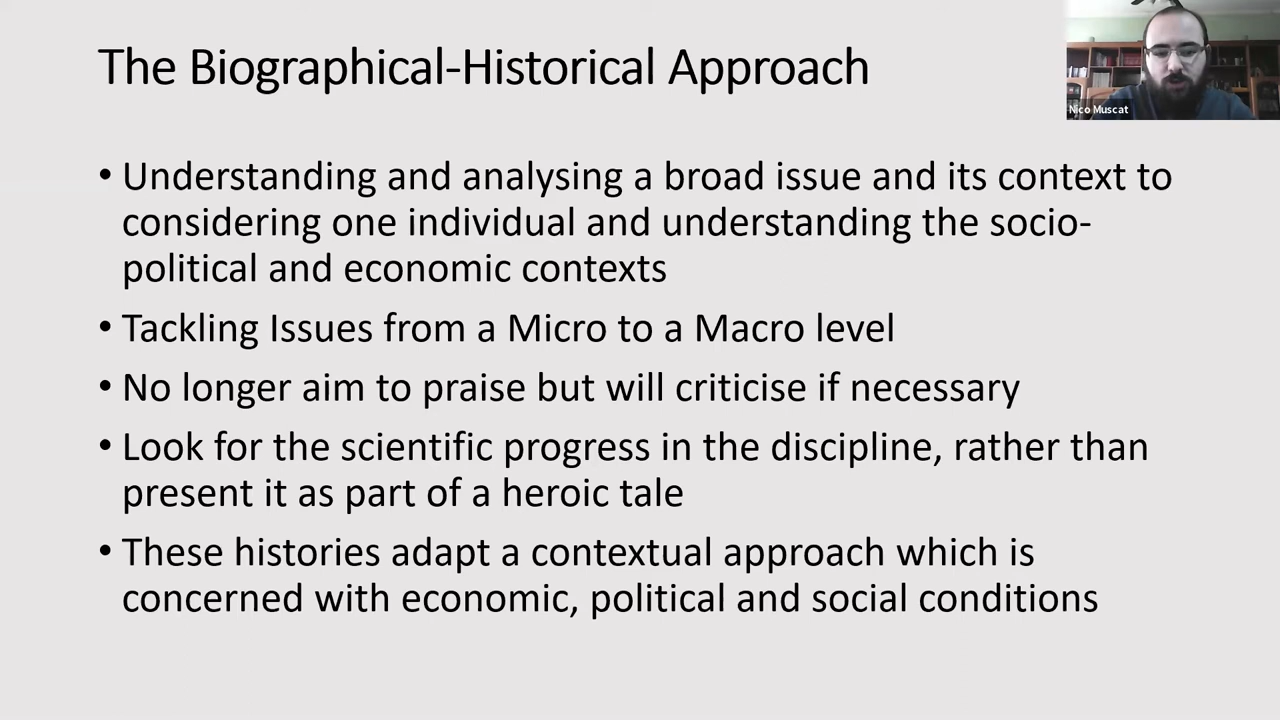 The Biographical-Historical Approach
Nico Muscat
• Understanding and analysing a broad issue and its context to
considering one individual and understanding the socio-
political and economic contexts
• Tackling Issues from a Micro to a Macro level
• No longer aim to praise but will criticise if necessary
• Look for the scientific progress in the discipline, rather than
present it as part of a heroic tale
• These histories adapt a contextual approach which is
concerned with economic, political and social conditions